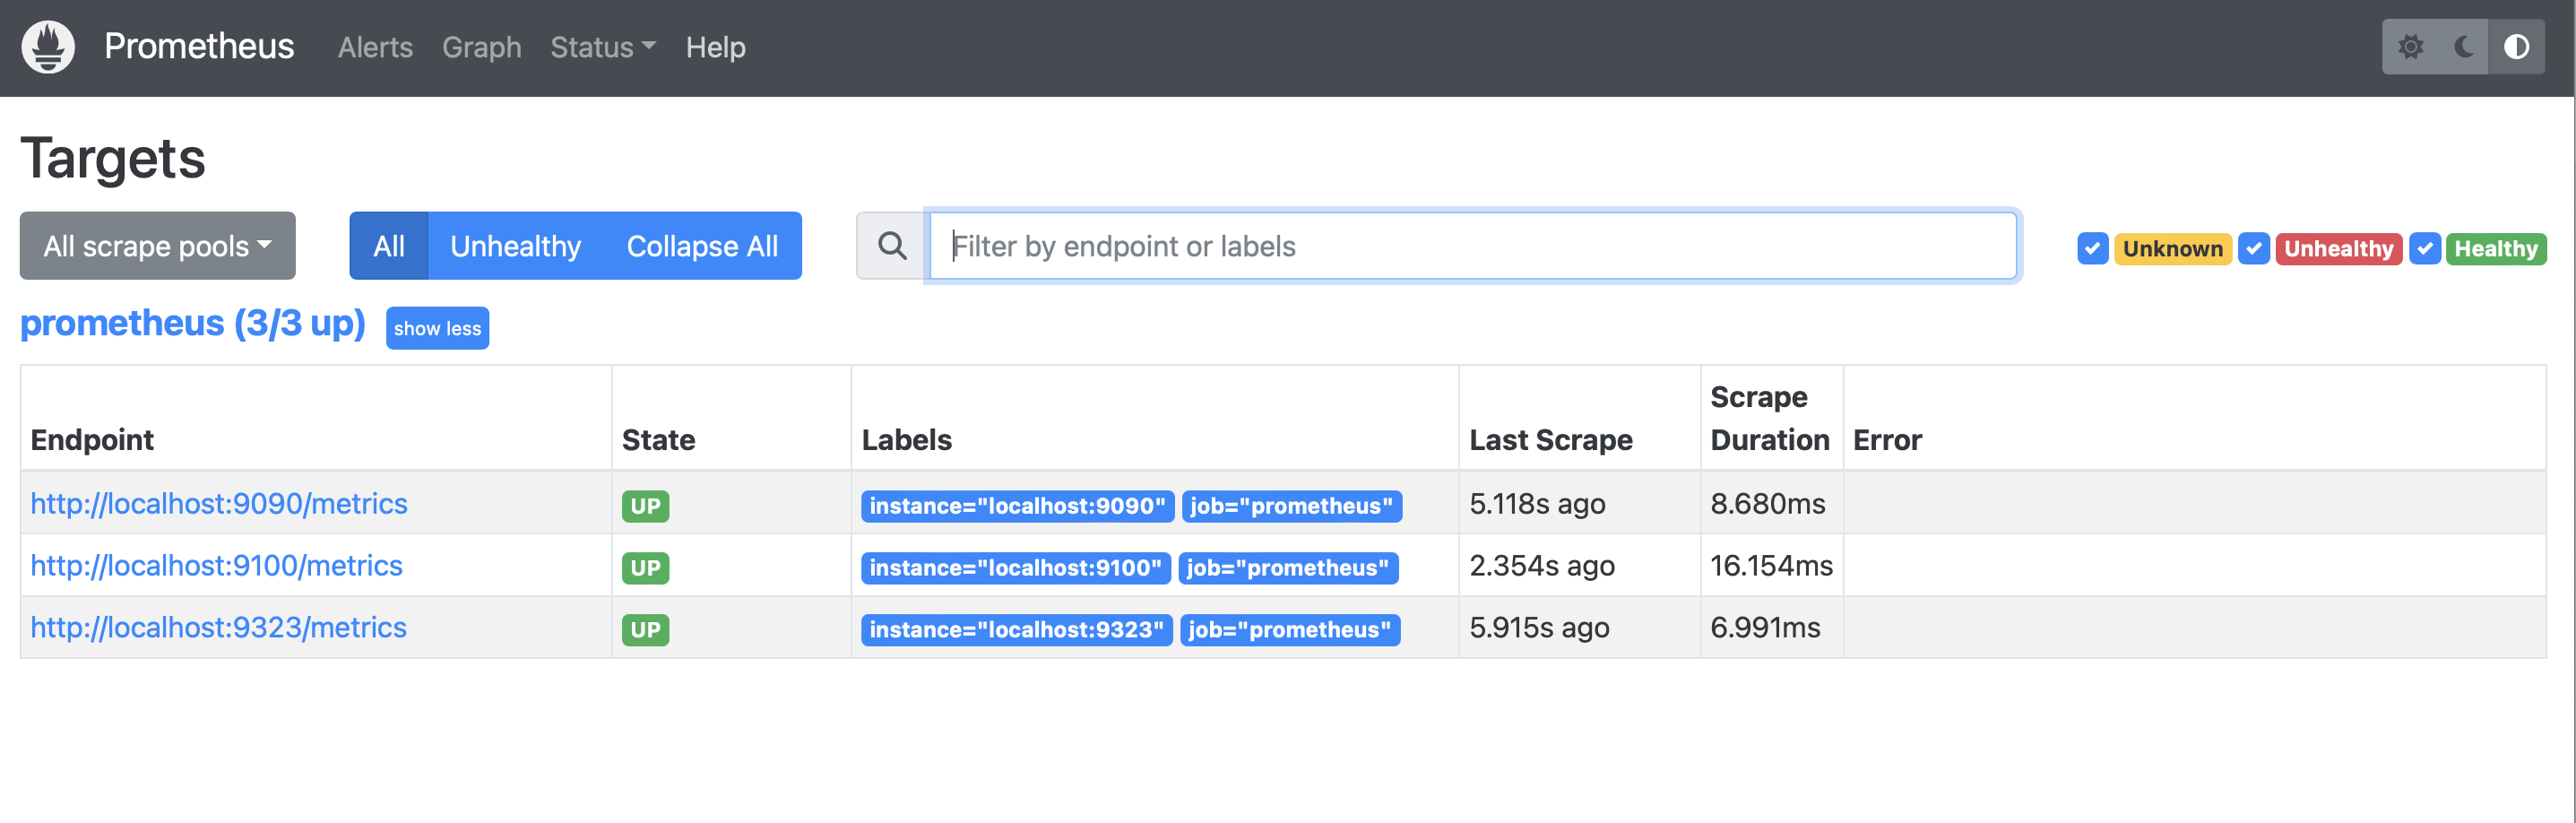 Prometheus Alerts Graph Status Help
Targets
All scrape pools All Unhealthy Collapse All Filter by endpoint or labels Unknown Unhealthy Healthy
prometheus (3/3 up) show less
Endpoint State Labels Last Scrape Scrape Duration Error
http://localhost:9090/metrics UP instance="localhost:9090" job="prometheus" 5.118s ago 8.680ms
http://localhost:9100/metrics UP instance="localhost:9100" job="prometheus" 2.354s ago 16.154ms
http://localhost:9323/metrics UP instance="localhost:9323" job="prometheus" 5.915s ago 6.991ms